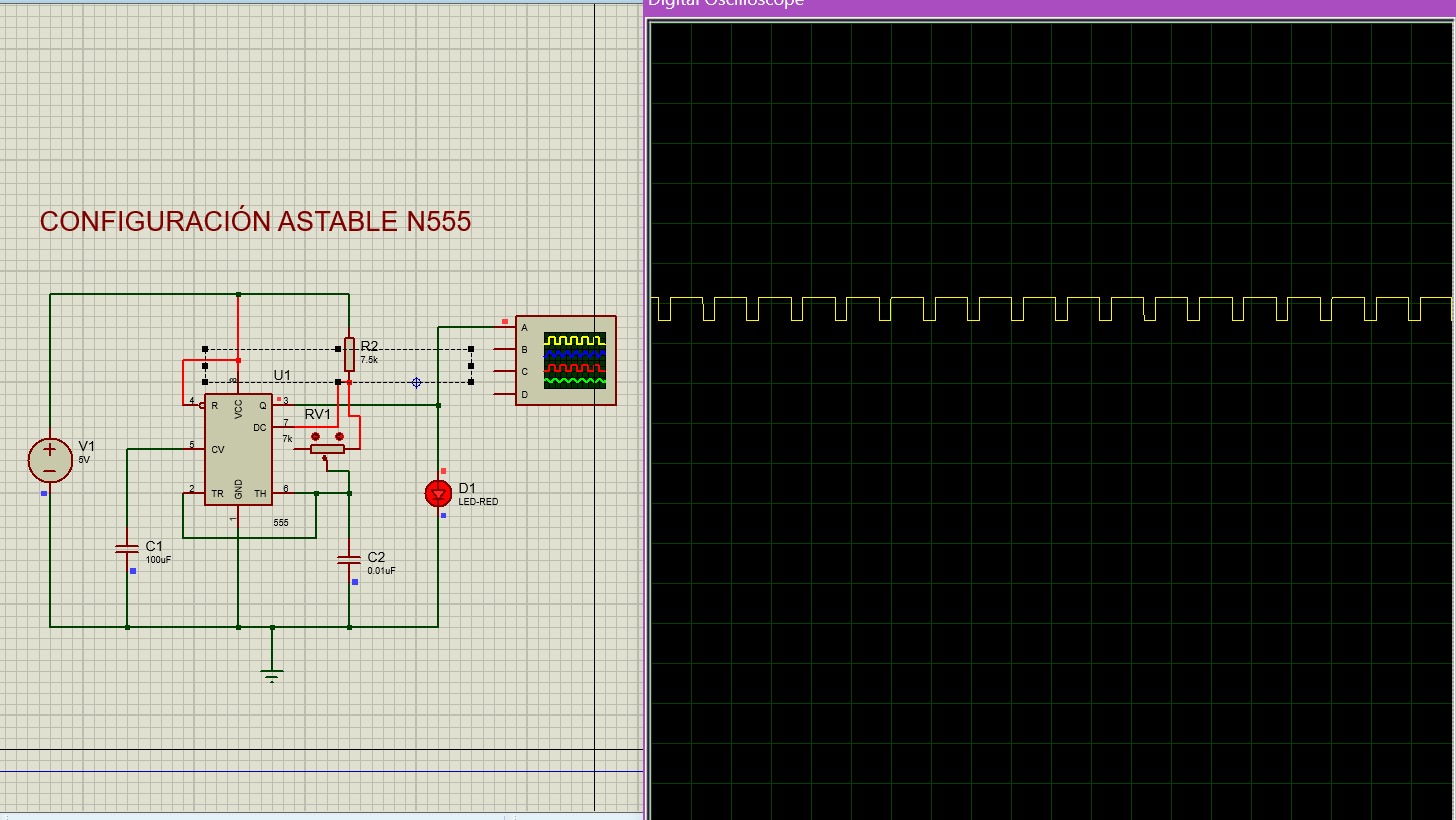 Digital Oscilloscope
CONFIGURACIÓN ASTABLE N555
R2
7.5k
A
B
C
D
U1
8
4
R
VCC
Q
3
RV1
DC
7
7k
V1
5V
5
CV
2
TR
GND
TH
6
D1
LED-RED
1
555
C1
100uF
C2
0.01uF